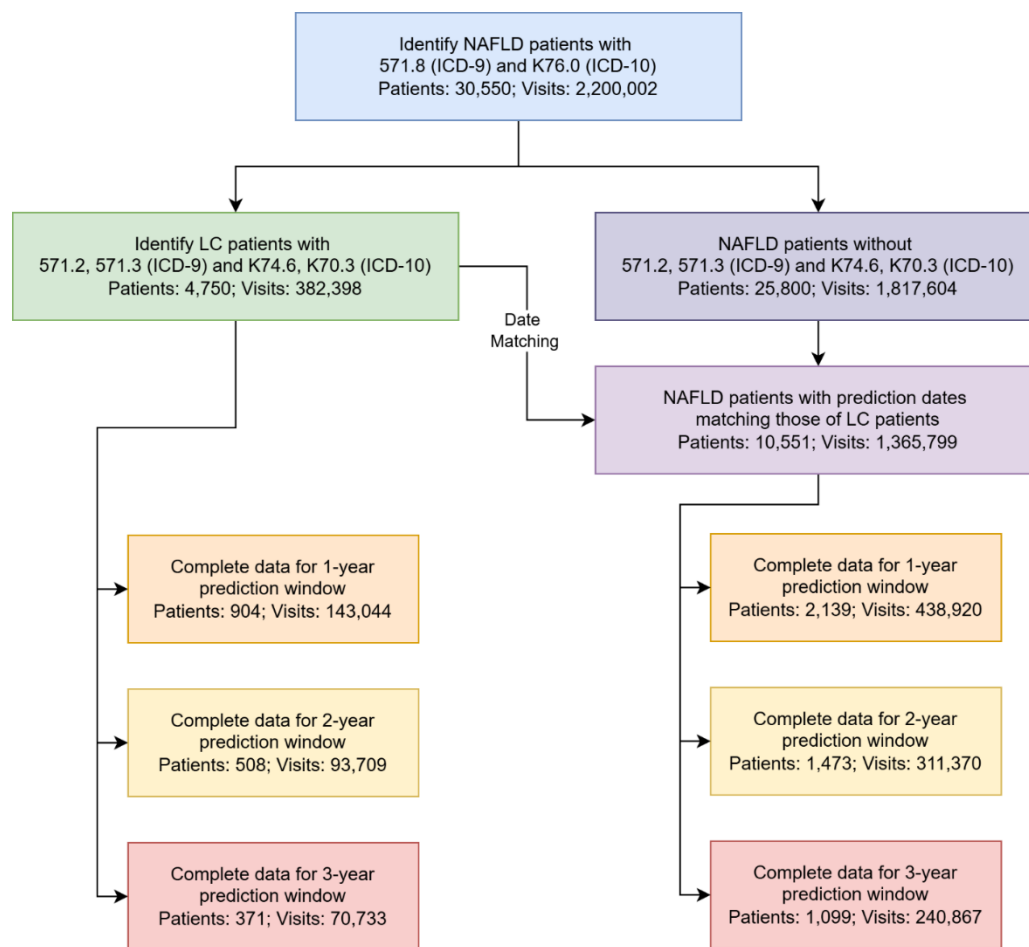 Identify NAFLD patients with
571.8 (ICD-9) and K76.0 (ICD-10)
Patients: 30,550; Visits: 2,200,002
Identify LC patients with
571.2, 571.3 (ICD-9) and K74.6, K70.3 (ICD-10)
Patients: 4,750; Visits: 382,398
NAFLD patients without
571.2, 571.3 (ICD-9) and K74.6, K70.3 (ICD-10)
Patients: 25,800; Visits: 1,817,604
Date
Matching
NAFLD patients with prediction dates
matching those of LC patients
Patients: 10,551; Visits: 1,365,799
Complete data for 1-year
prediction window
Patients: 904; Visits: 143,044
Complete data for 1-year
prediction window
Patients: 2,139; Visits: 438,920
Complete data for 2-year
prediction window
Patients: 508; Visits: 93,709
Complete data for 2-year
prediction window
Patients: 1,473; Visits: 311,370
Complete data for 3-year
prediction window
Patients: 371; Visits: 70,733
Complete data for 3-year
prediction window
Patients: 1,099; Visits: 240,867